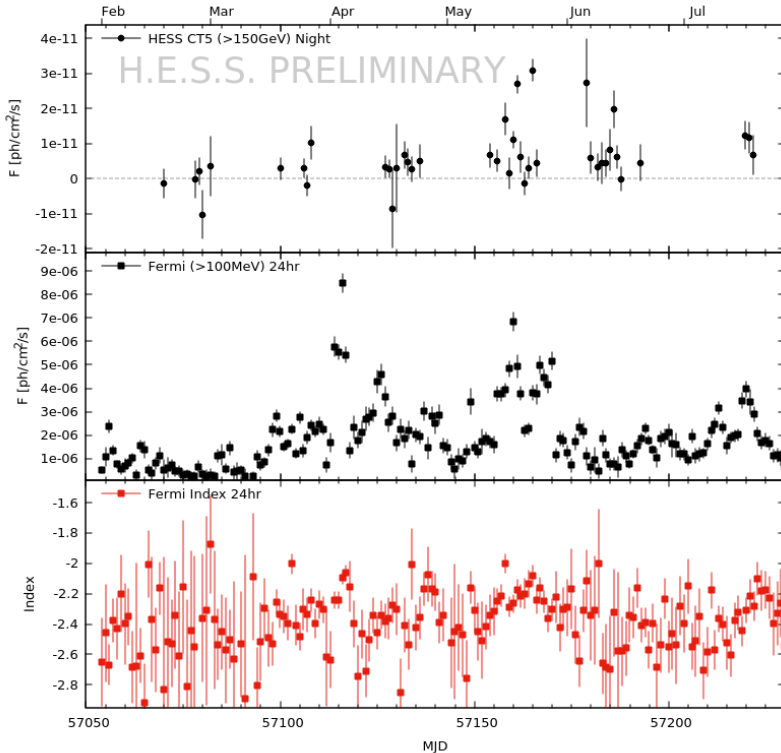 Feb Mar Apr May Jun Jul
HESS CT5 (>150GeV) Night
H.E.S.S. PRELIMINARY
4e-11
3e-11
2e-11
1e-11
0
-1e-11
-2e-11
F [ph/cm²/s]
Fermi (>100MeV) 24hr
9e-06
8e-06
7e-06
6e-06
5e-06
4e-06
3e-06
2e-06
1e-06
F [ph/cm²/s]
Fermi Index 24hr
-1.6
-1.8
-2
-2.2
-2.4
-2.6
-2.8
Index
57050 57100 57150 57200
MJD